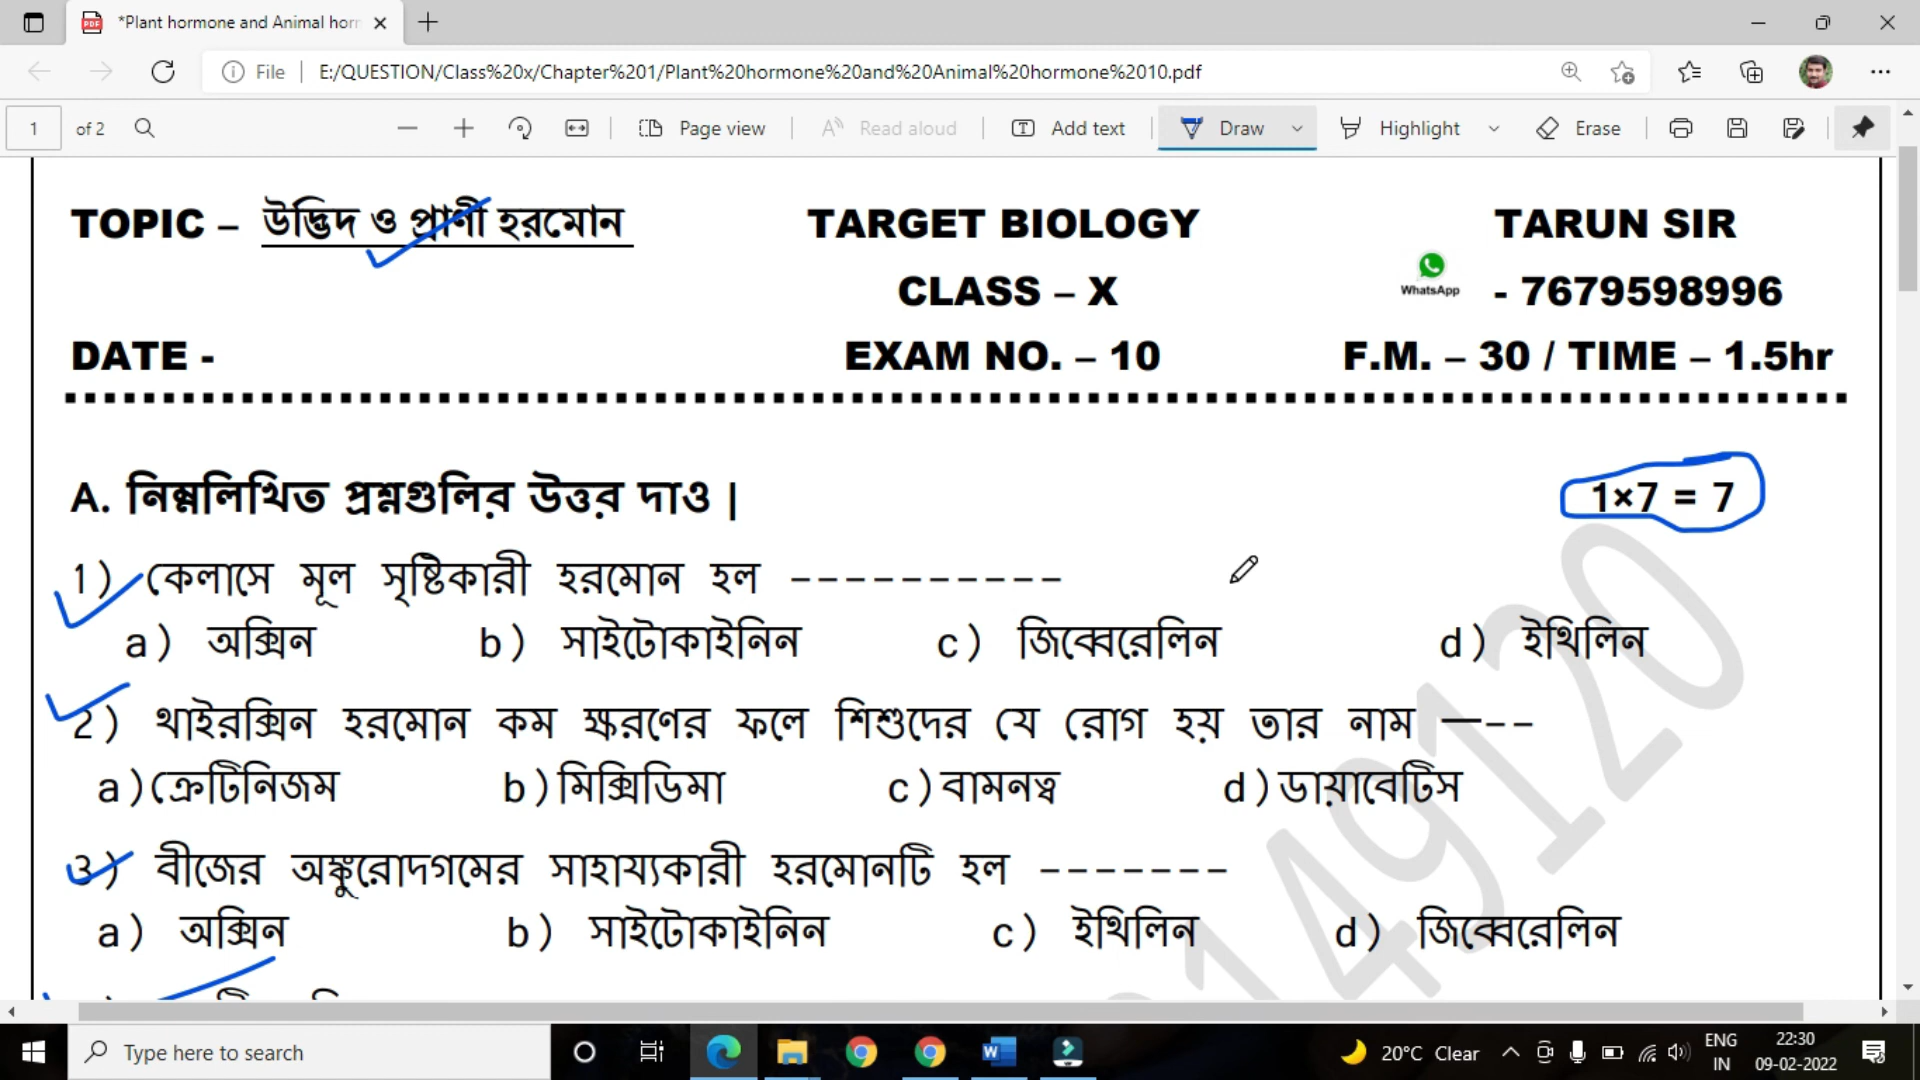 *Plant hormone and Animal horm
File E:/QUESTION/Class%20x/Chapter%201/Plant%20hormone%20and%20Animal%20hormone%2010.pdf
1 of 2 Page view Read aloud Add text Draw Highlight Erase
TOPIC – উদ্ভিদ ও প্রাণী হরমোন TARGET BIOLOGY TARUN SIR
CLASS – X WhatsApp - 7679598996
DATE - EXAM NO. – 10 F.M. – 30 / TIME – 1.5hr
A. নিম্নলিখিত প্রশ্নগুলির উত্তর দাও | 1×7 = 7
1) কেলাসে মূল সৃষ্টিকারী হরমোন হল ----------
a) অক্সিন b) সাইটোকাইনিন c) জিব্বেরেলিন d) ইথিলিন
2) থাইরক্সিন হরমোন কম ক্ষরণের ফলে শিশুদের যে রোগ হয় তার নাম —--
a)ক্রেটিনিজম b)মিক্সিডিমা c)বামনত্ব d)ডায়াবেটিস
3) বীজের অঙ্কুরোদগমের সাহায্যকারী হরমোনটি হল -------
a) অক্সিন b) সাইটোকাইনিন c) ইথিলিন d) জিব্বেরেলিন
914920
Type here to search 20°C Clear ENG 22:30
IN 09-02-2022